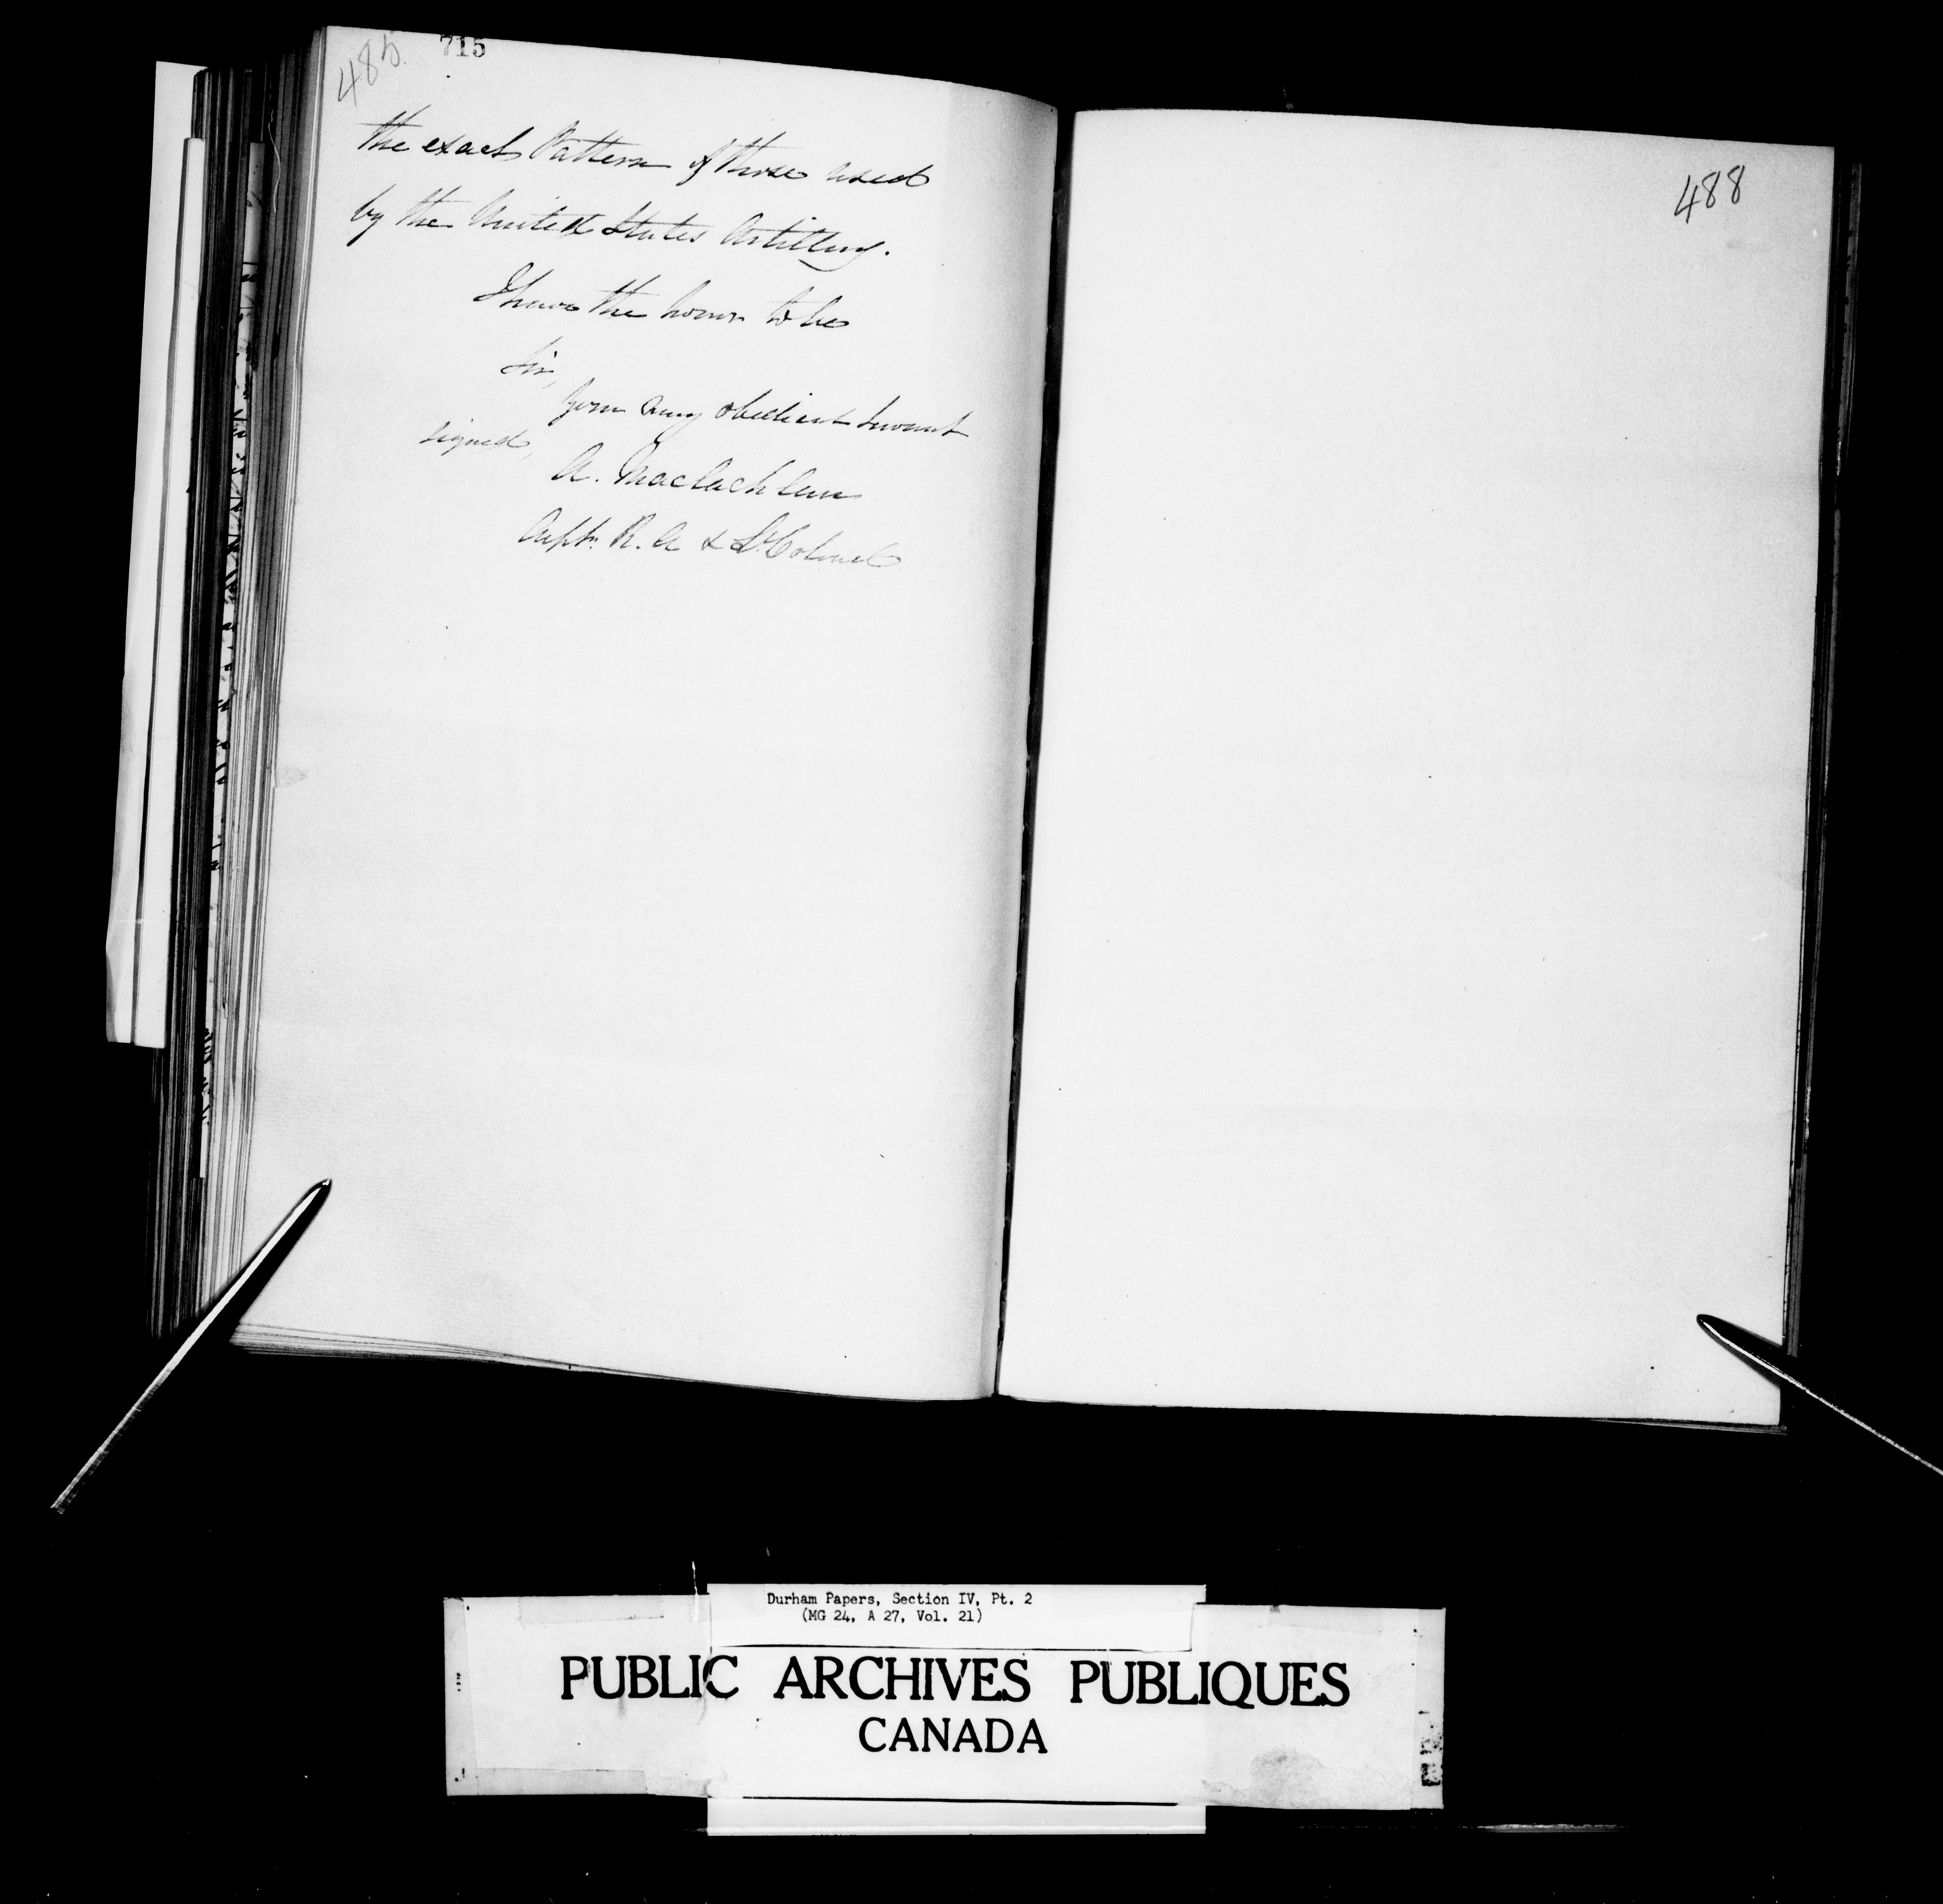 485. 715
the exact Pattern of those used
by the United States Artillery.
I have the honor to be
Sir,
your very obedient servant
signed,
A. Maclachlan
Captn. R. A & Lt. Colonel
488
Durham Papers, Section IV, Pt. 2
(MG 24, A 27, Vol. 21)
PUBLIC ARCHIVES PUBLIQUES
CANADA